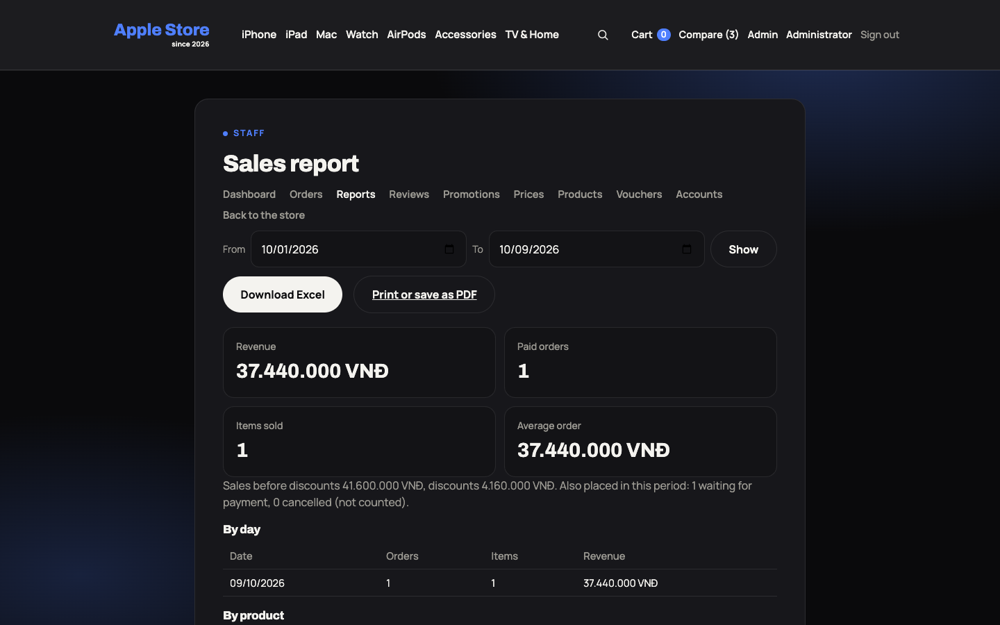 Apple Store
since 2026
iPhone iPad Mac Watch AirPods Accessories TV & Home
Cart 0 Compare (3) Admin Administrator Sign out
STAFF
Sales report
Dashboard Orders Reports Reviews Promotions Prices Products Vouchers Accounts
Back to the store
From 10/01/2026 To 10/09/2026 Show
Download Excel Print or save as PDF
Revenue
37.440.000 VNĐ
Paid orders
1
Items sold
1
Average order
37.440.000 VNĐ
Sales before discounts 41.600.000 VNĐ, discounts 4.160.000 VNĐ. Also placed in this period: 1 waiting for
payment, 0 cancelled (not counted).
By day
Date Orders Items Revenue
09/10/2026 1 1 37.440.000 VNĐ
By product